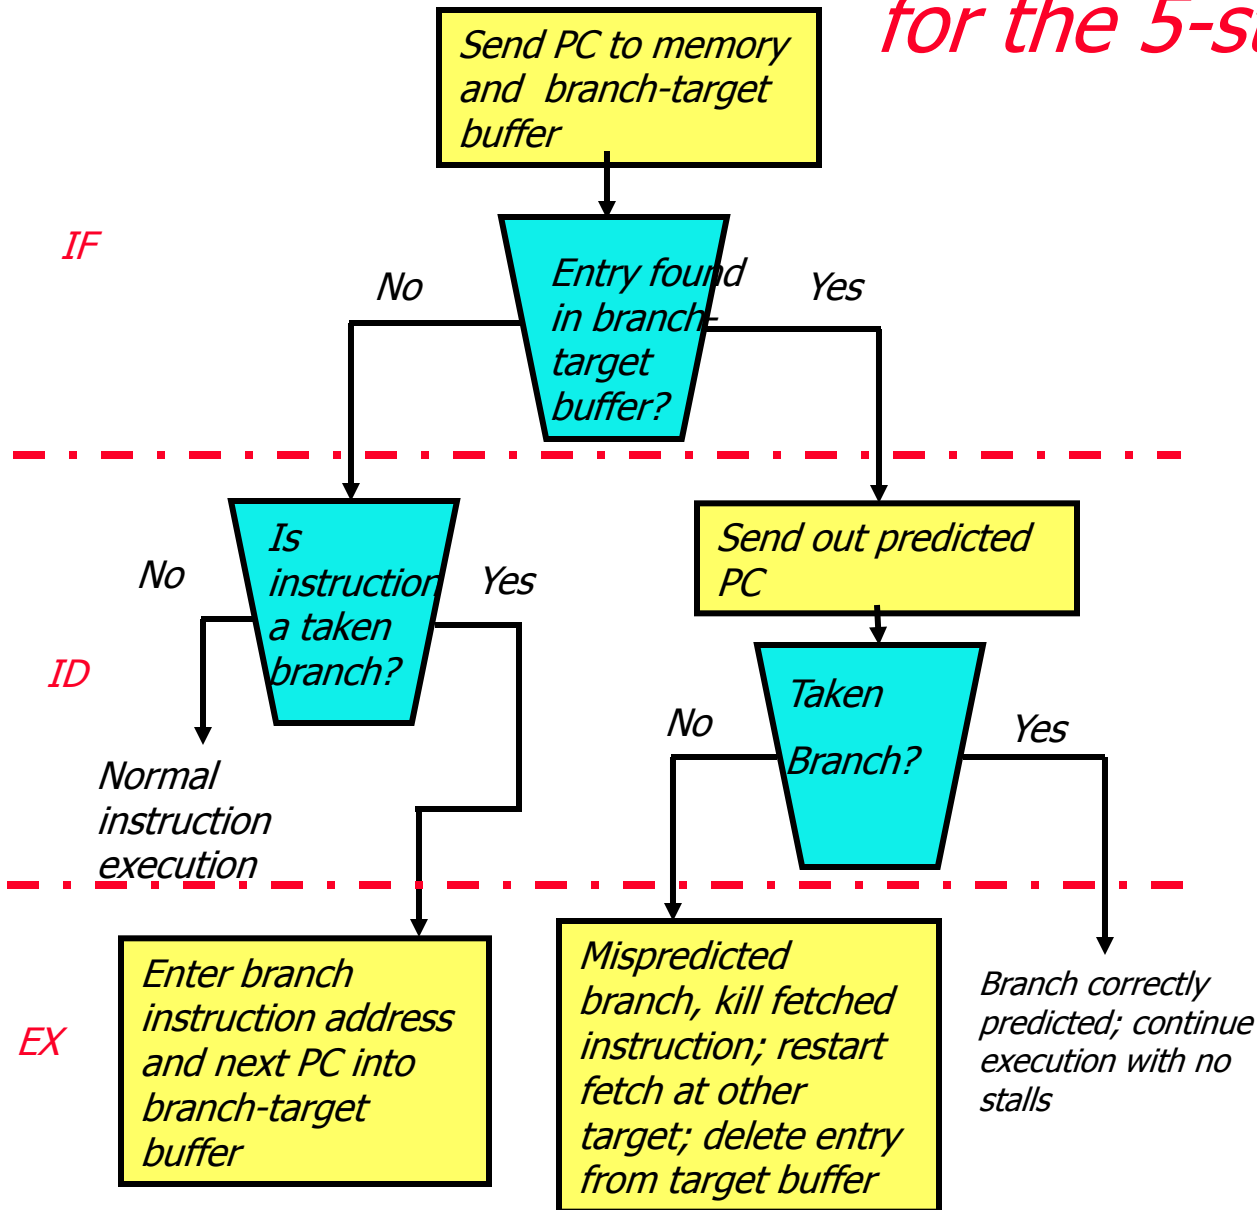 for the 5-st
Send PC to memory
and branch-target
buffer
IF
No
Entry found
in branch-
target
buffer?
Yes
No
Is
instruction
a taken
branch?
Yes
Send out predicted
PC
ID
No
Taken
Branch?
Yes
Normal
instruction
execution
EX
Enter branch
instruction address
and next PC into
branch-target
buffer
Mispredicted
branch, kill fetched
instruction; restart
fetch at other
target; delete entry
from target buffer
Branch correctly
predicted; continue
execution with no
stalls